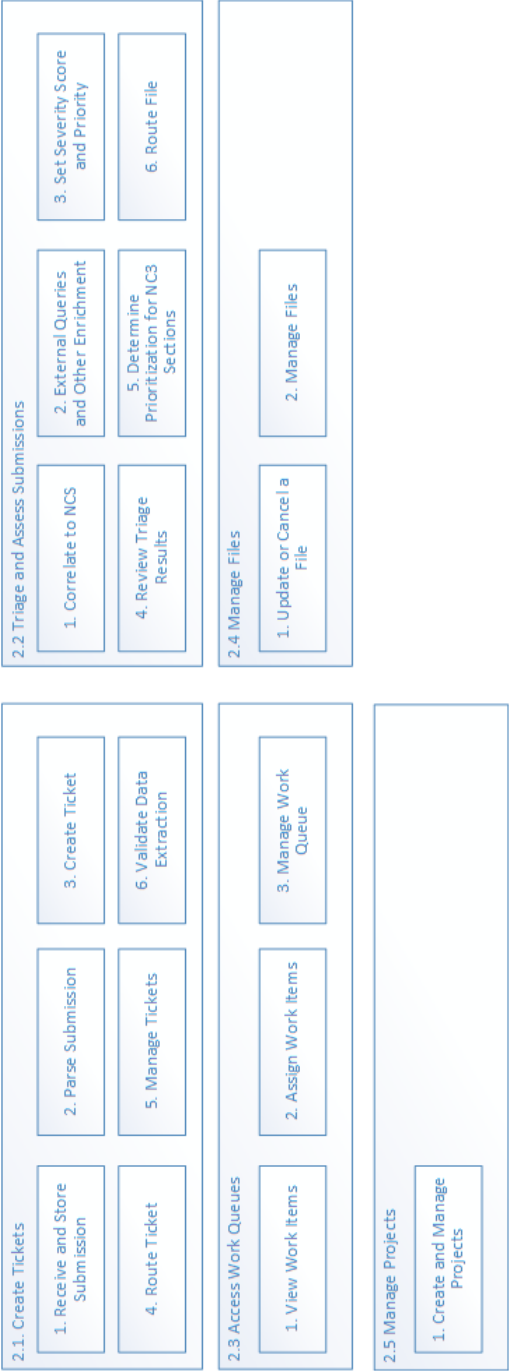 2.1. Create Tickets
1. Receive and Store
Submission
2. Parse Submission
3. Create Ticket
4. Route Ticket
5. Manage Tickets
6. Validate Data
Extraction
2.2 Triage and Assess Submissions
1. Correlate to NCS
2. External Queries
and Other Enrichment
3. Set Severity Score
and Priority
4. Review Triage
Results
5. Determine
Prioritization for NC3
Sections
6. Route File
2.3 Access Work Queues
1. View Work Items
2. Assign Work Items
3. Manage Work
Queue
2.4 Manage Files
1. Update or Cancel a
File
2. Manage Files
2.5 Manage Projects
1. Create and Manage
Projects